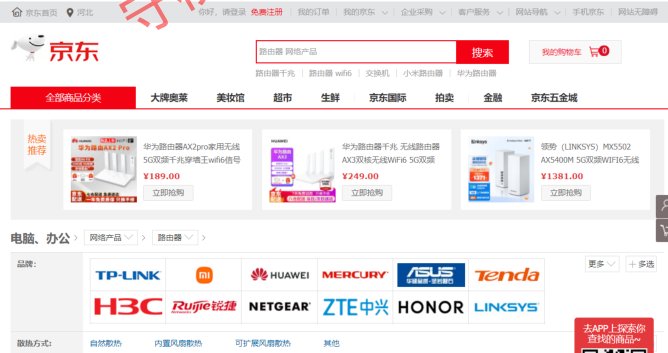 京东首页 河北 你好，请登录 免费注册 我的订单 我的京东 企业采购 客户服务 网站导航 手机京东 网站无障碍
京东
路由器 网络产品
搜索
我的购物车 0
路由器千兆 路由器 wifi6 交换机 小米路由器 华为路由器
全部商品分类 大牌奥莱 美妆馆 超市 生鲜 京东国际 拍卖 金融 京东五金城
热卖
推荐
HUAWEI
华为路由AX2 Pro
华为路由器AX2pro家用无线
5G双频千兆穿墙王wifi6信号
¥189.00
立即抢购
HUAWEI
华为路由器千兆 无线路由器
AX3双核无线WiFi6 5G双频
¥249.00
立即抢购
Linksys
领势（LINKSYS）MX5502
AX5400M 5G双频WIFI6无线
¥1381.00
立即抢购
电脑、办公 > 网络产品 > 路由器 >
品牌：
TP-LINK HUAWEI MERCURY ASUS Tenda
H3C Ruijie锐捷 NETGEAR ZTE中兴 HONOR LINKSYS
更多 +多选
散热方式： 自然散热 内置风扇散热 可扩展风扇散热 其他
去APP上探索你
查找的商品~